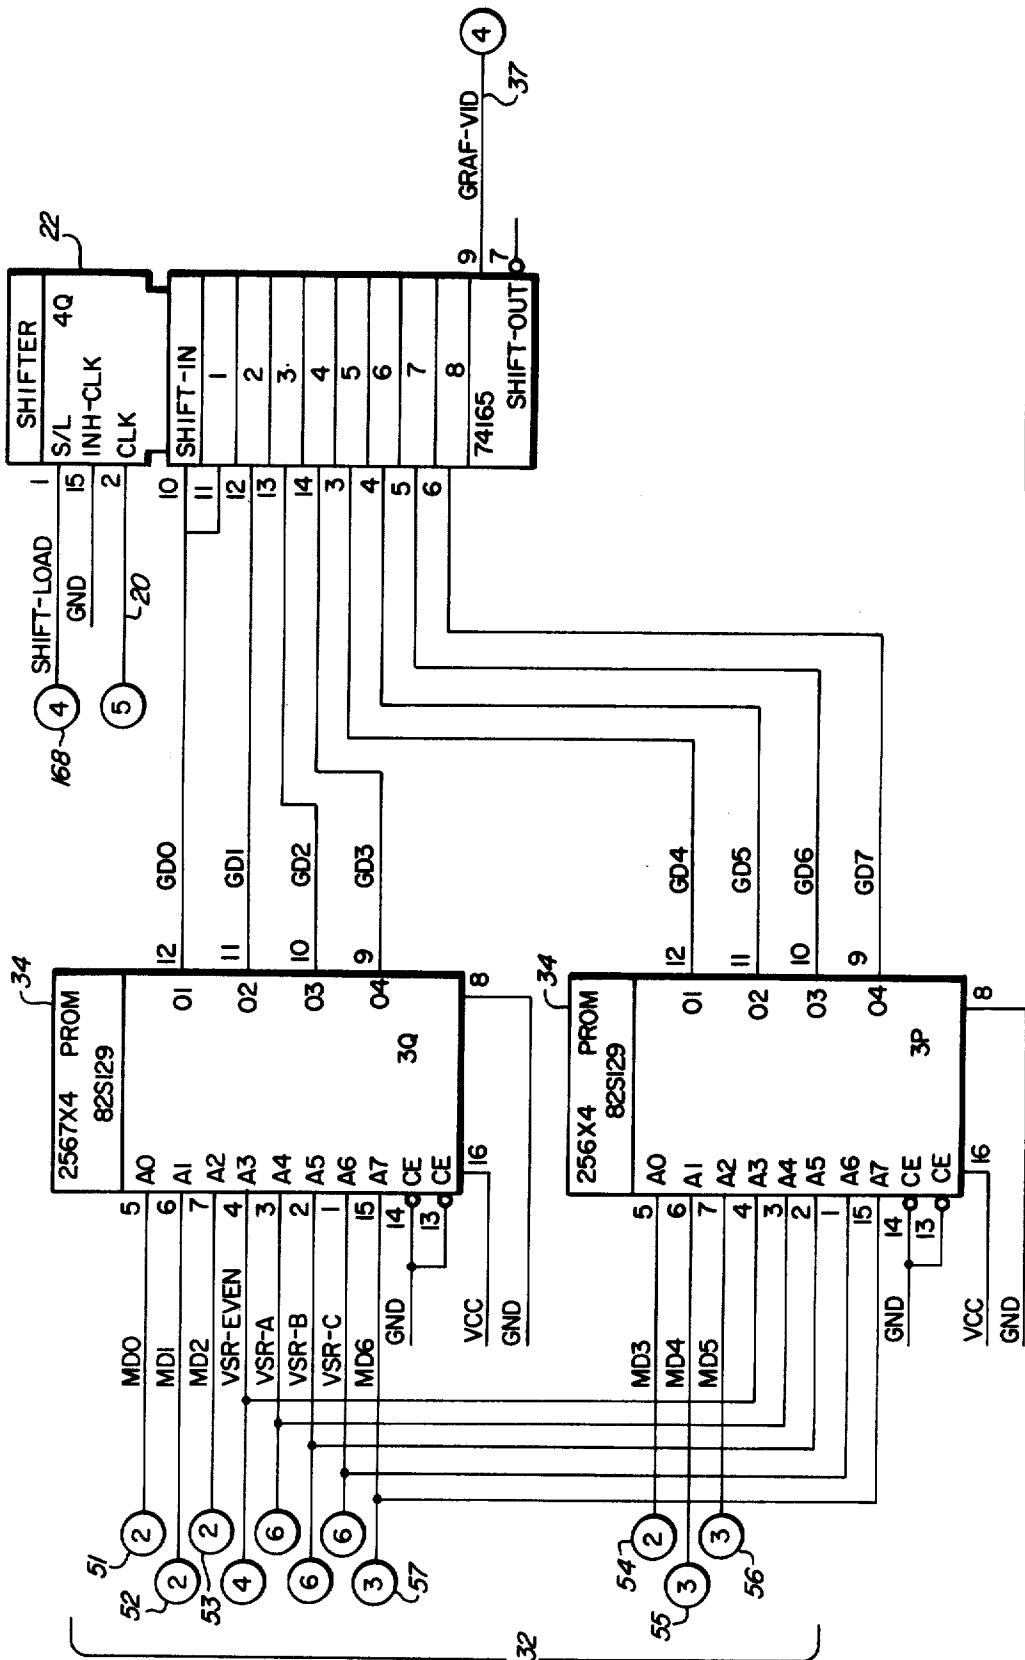 SHIFTER
4Q
22
S/L
INH-CLK
CLK
1
15
2
SHIFT-LOAD
GND
20
4
168
5
SHIFT-IN
1
2
3
4
5
6
7
8
74165
SHIFT-OUT
10
11
12
13
14
3
4
5
6
9
7
GRAF-VID
37
4
2567X4 PROM
82S129
34
3Q
A0
A1
A2
A3
A4
A5
A6
A7
CE
CE
O1
O2
O3
O4
12 GD0
11 GD1
10 GD2
9 GD3
8
16
5
6
7
4
3
2
1
15
14
13
MD0
MD1
MD2
VSR-EVEN
VSR-A
VSR-B
VSR-C
MD6
GND
VCC
GND
51
2
52
2
53
2
4
6
6
6
3
57
256X4 PROM
82S129
34
3P
A0
A1
A2
A3
A4
A5
A6
A7
CE
CE
O1
O2
O3
O4
12 GD4
11 GD5
10 GD6
9 GD7
8
16
5
6
7
4
3
2
1
15
14
13
MD3
MD4
MD5
GND
VCC
GND
54
2
55
3
56
3
32